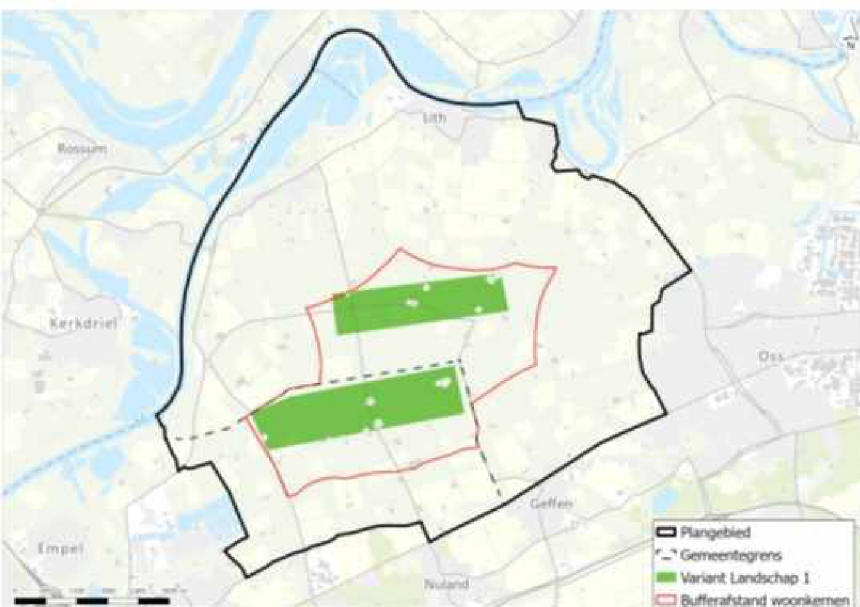 N
Lith
Rossum
Kerkdriel
Oss
Geffen
Empel
Nuland
Plangebied
Gemeentegrens
Variant Landschap 1
Bufferafstand woonkernen